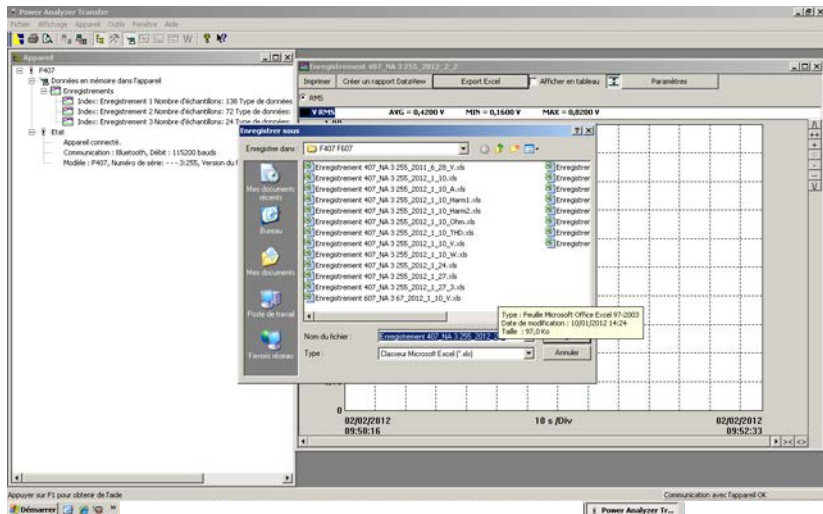 Power Analyzer Transfer
Fichier Affichage Appareil Outils Fenêtre Aide
Appareil
F407
Données en mémoire dans l'appareil
Enregistrements
Index: Enregistrement 1 Nombre d'échantillons: 138 Type de données
Index: Enregistrement 2 Nombre d'échantillons: 72 Type de données:
Index: Enregistrement 3 Nombre d'échantillons: 24 Type de données:
Etat
Appareil connecté.
Communication : Bluetooth, Débit : 115200 bauds
Modèle : F407, Numéro de série: - - - 3:255, Version du
Enregistrement 407_NA 3 255_2012_2_2
Imprimer Créer un rapport DataView Export Excel Afficher en tableau Paramètres
RMS
V RMS AVG = 0,4200 V MIN = 0,1600 V MAX = 0,8200 V
1.00
Enregistrer sous
Enregistrer dans : F407 F607
Mes documents récents
Bureau
Mes documents
Poste de travail
Favoris réseau
Enregistrement 407_NA 3 255_2011_6_28_V.xls
Enregistrement 407_NA 3 255_2012_1_10.xls
Enregistrement 407_NA 3 255_2012_1_10_A.xls
Enregistrement 407_NA 3 255_2012_1_10_Harm1.xls
Enregistrement 407_NA 3 255_2012_1_10_Harm2.xls
Enregistrement 407_NA 3 255_2012_1_10_Ohm.xls
Enregistrement 407_NA 3 255_2012_1_10_THD.xls
Enregistrement 407_NA 3 255_2012_1_10_V.xls
Enregistrement 407_NA 3 255_2012_1_10_W.xls
Enregistrement 407_NA 3 255_2012_1_24.xls
Enregistrement 407_NA 3 255_2012_1_27.xls
Enregistrement 407_NA 3 255_2012_1_27_3.xls
Enregistrement 607_NA 3 67_2012_1_10_V.xls
Enregistrer
Enregistrer
Enregistrer
Enregistrer
Enregistrer
Enregistrer
Enregistrer
Enregistrer
Type : Feuille Microsoft Office Excel 97-2003
Date de modification : 10/01/2012 14:24
Taille : 97,0 Ko
Nom du fichier : Enregistrement 407_NA 3 255_2012_2
Type : Classeur Microsoft Excel (*.xls) Annuler
0
02/02/2012 10 s /Div 02/02/2012
09:50:16 09:52:33
Appuyer sur F1 pour obtenir de l'aide Communication avec l'appareil OK
Démarrer Power Analyzer Tr...